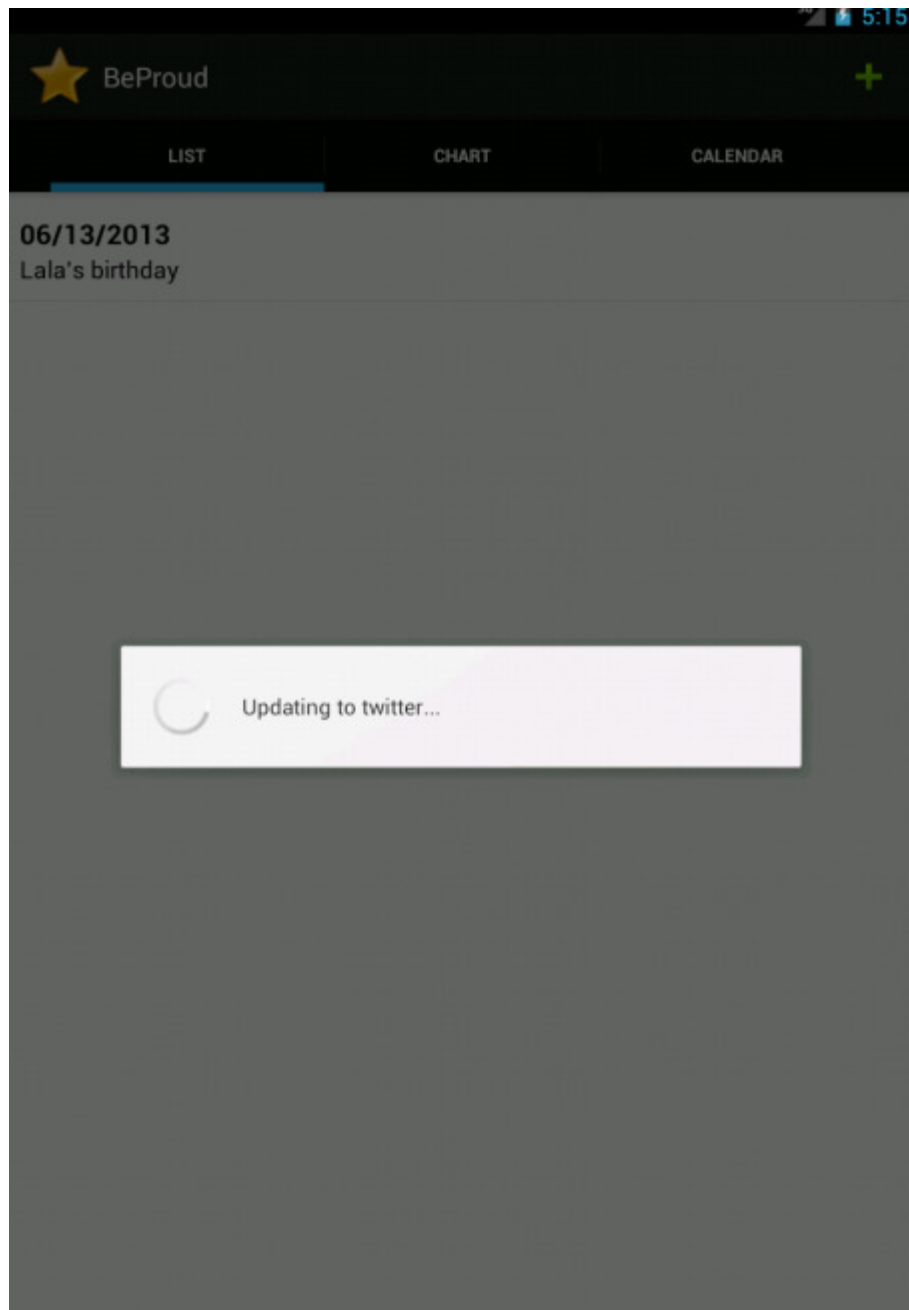 5:15
BeProud
LIST CHART CALENDAR
06/13/2013
Lala's birthday
Updating to twitter...